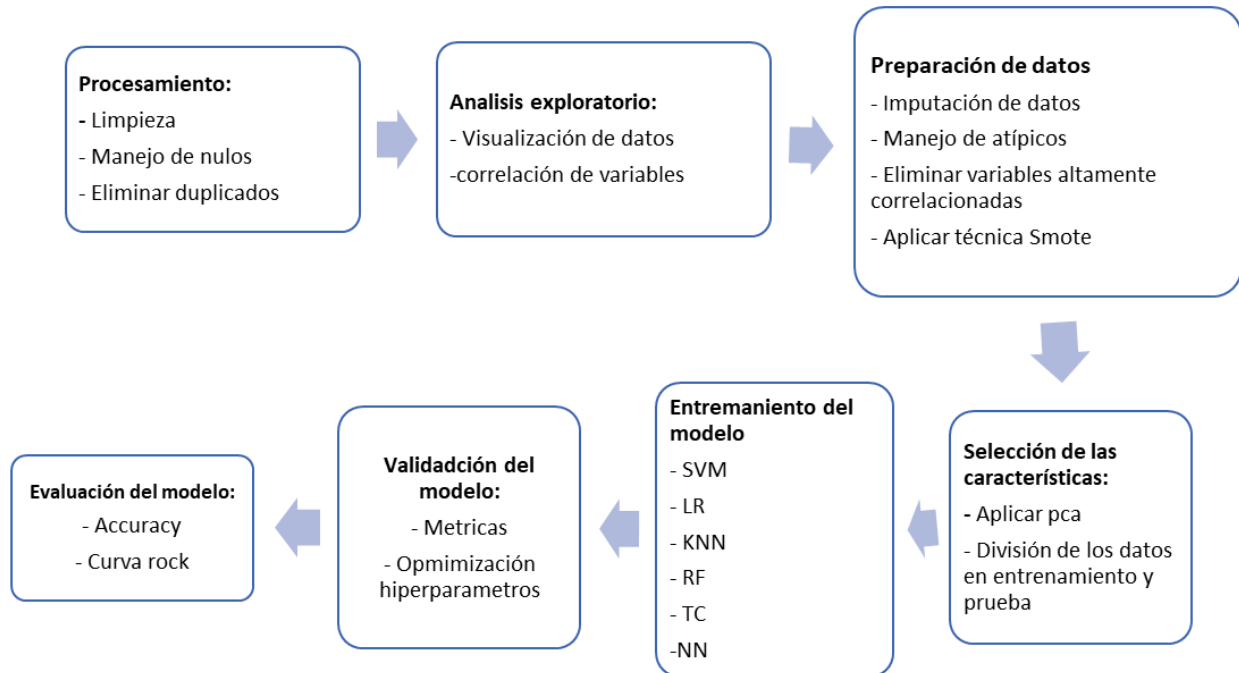 Procesamiento:
- Limpieza
- Manejo de nulos
- Eliminar duplicados
Analisis exploratorio:
- Visualización de datos
-correlación de variables
Preparación de datos
- Imputación de datos
- Manejo de atípicos
- Eliminar variables altamente
correlacionadas
- Aplicar técnica Smote
Selección de las
características:
- Aplicar pca
- División de los datos
en entrenamiento y
prueba
Entremaniento del
modelo
- SVM
- LR
- KNN
- RF
- TC
-NN
Validadción del
modelo:
- Metricas
- Opmimización
hiperparametros
Evaluación del modelo:
- Accuracy
- Curva rock